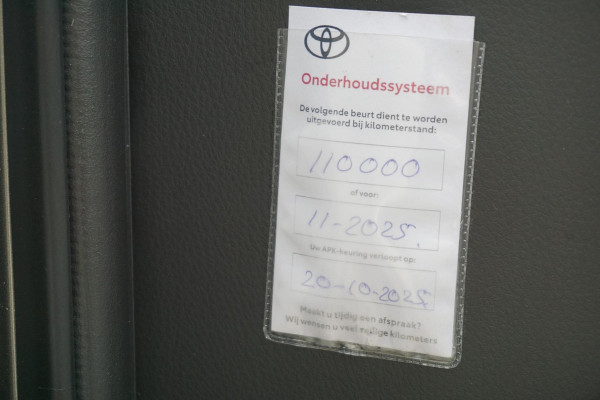 Onderhoudssysteem
De volgende beurt dient te worden
uitgevoerd bij kilometerstand:
110000
of voor:
11-2025
Uw APK-keuring verloopt op:
20-10-2025
Maakt u tijdig een afspraak?
Wij wensen u veel veilige kilometers